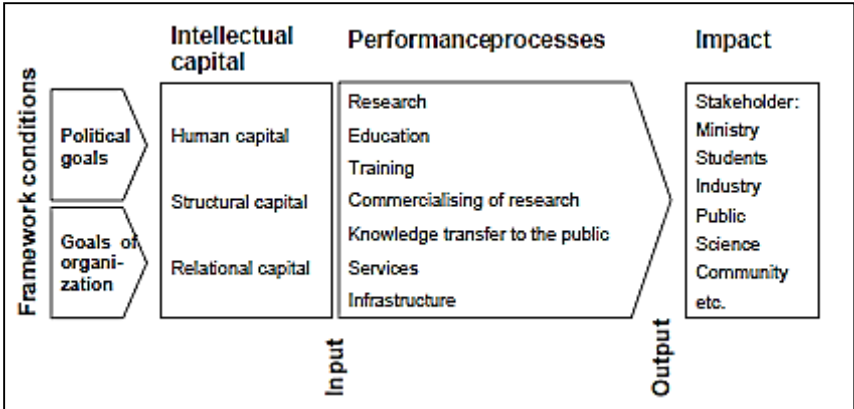 Intellectual
capital
Performanceprocesses
Impact
Framework conditions
Political
goals
Goals of
organi-
zation
Human capital
Structural capital
Relational capital
Research
Education
Training
Commercialising of research
Knowledge transfer to the public
Services
Infrastructure
Stakeholder:
Ministry
Students
Industry
Public
Science
Community
etc.
Input
Output